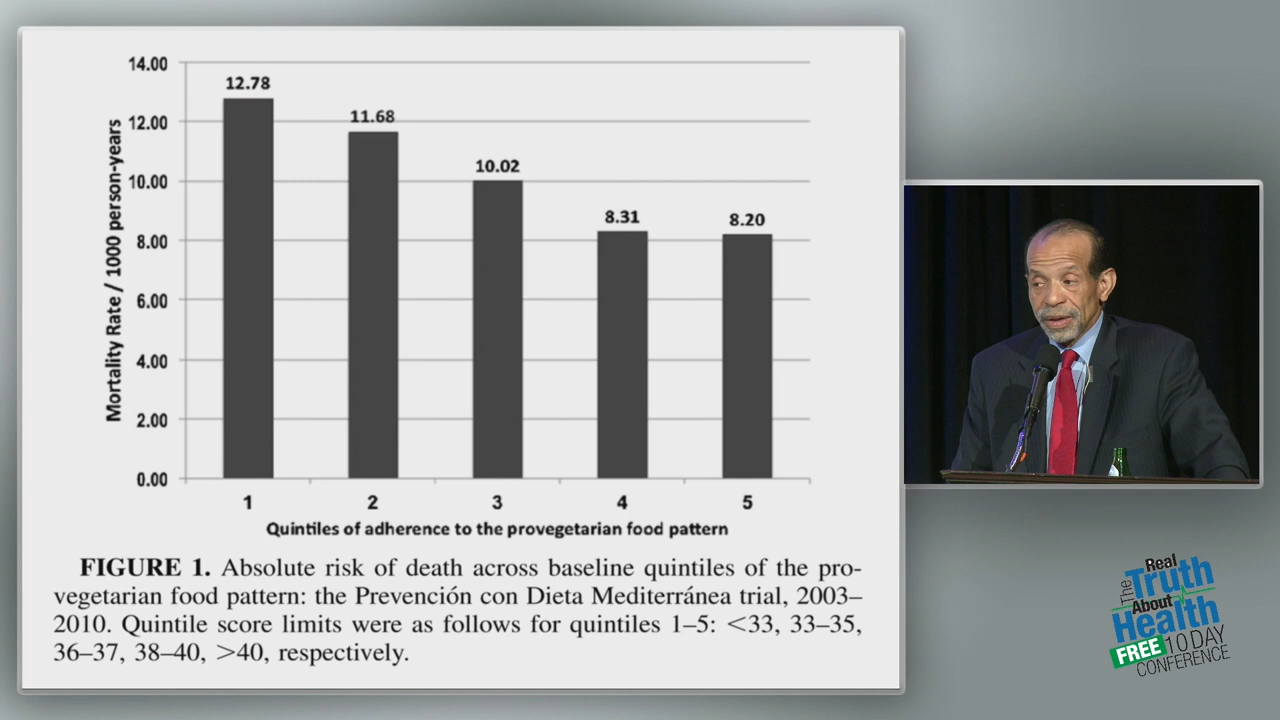 14.00
12.00
10.00
8.00
6.00
4.00
2.00
0.00
Mortality Rate / 1000 person-years
12.78
11.68
10.02
8.31
8.20
1 2 3 4 5
Quintiles of adherence to the provegetarian food pattern
FIGURE 1. Absolute risk of death across baseline quintiles of the pro-
vegetarian food pattern: the Prevención con Dieta Mediterránea trial, 2003–
2010. Quintile score limits were as follows for quintiles 1–5: <33, 33–35,
36–37, 38–40, >40, respectively.
The Real
Truth
About
Health
FREE 10 DAY
CONFERENCE